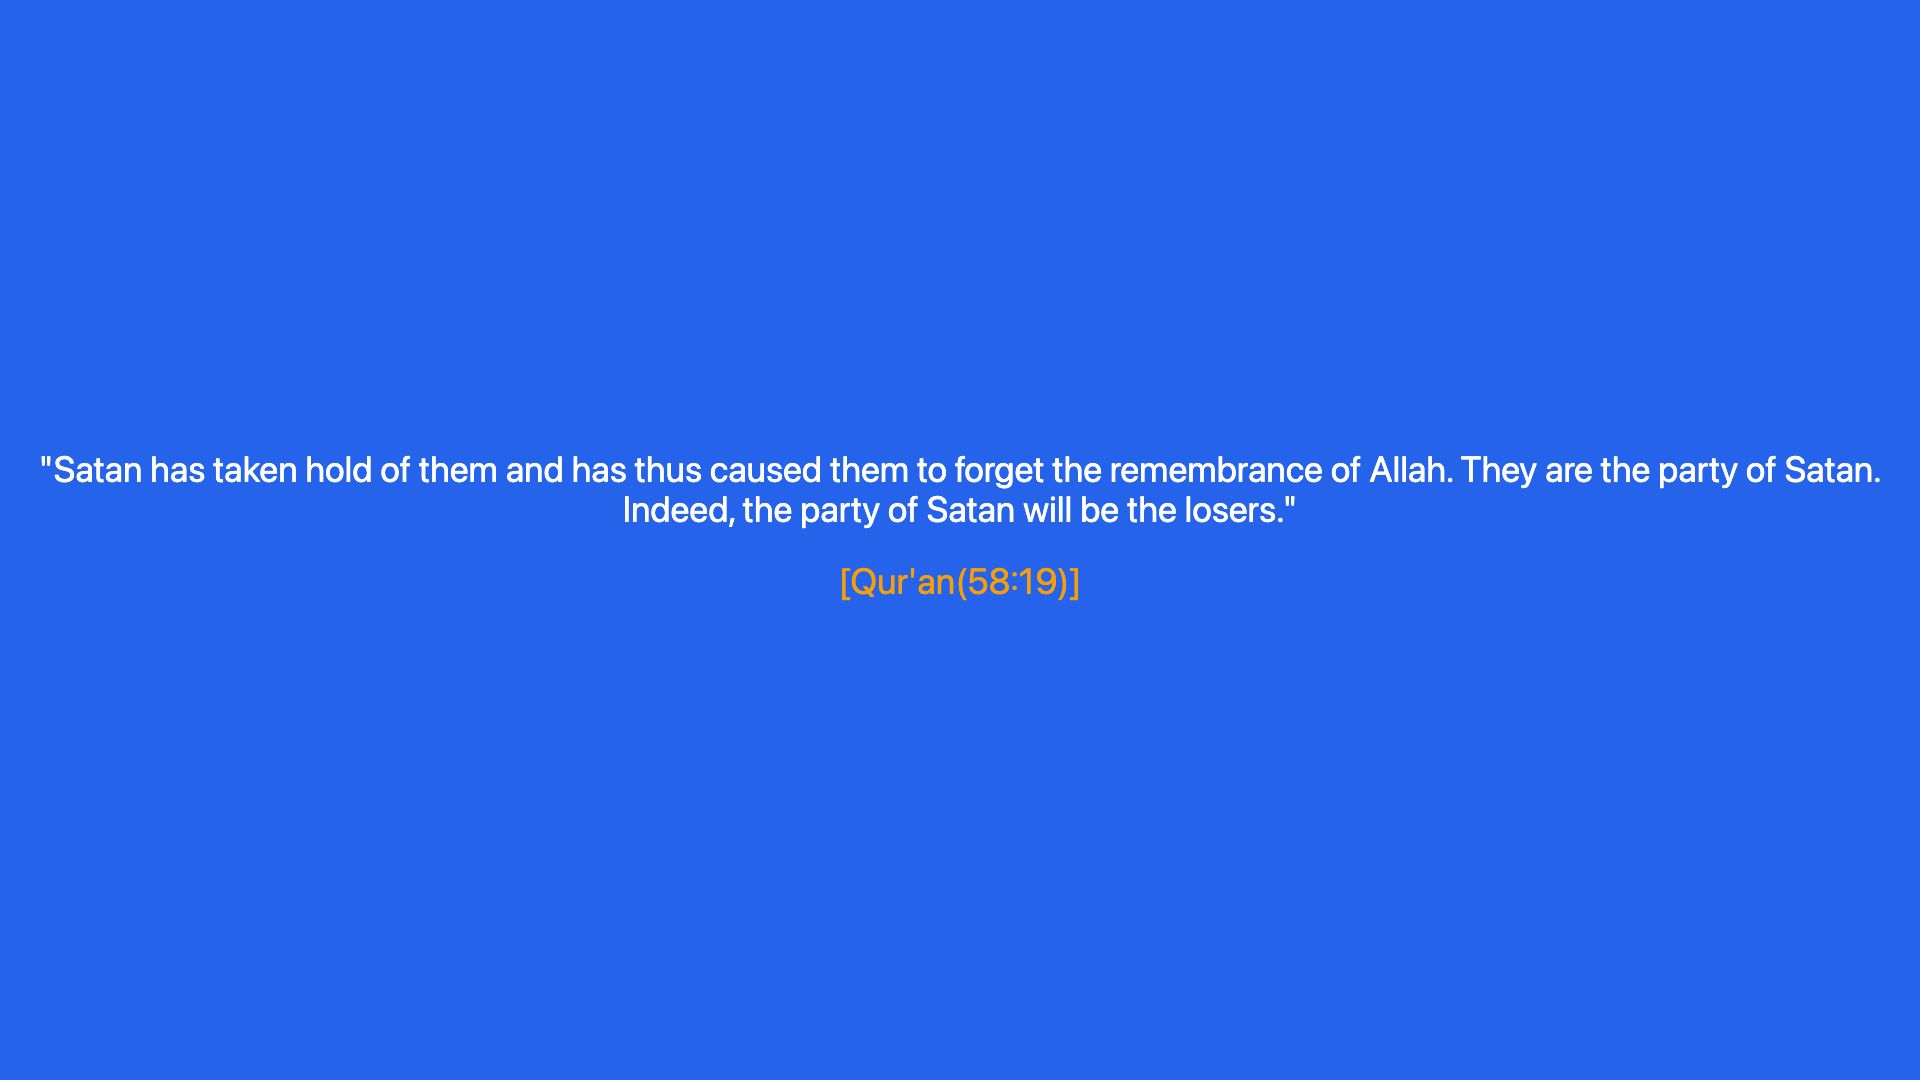 "Satan has taken hold of them and has thus caused them to forget the remembrance of Allah. They are the party of Satan.
Indeed, the party of Satan will be the losers."
[Qur'an(58:19)]